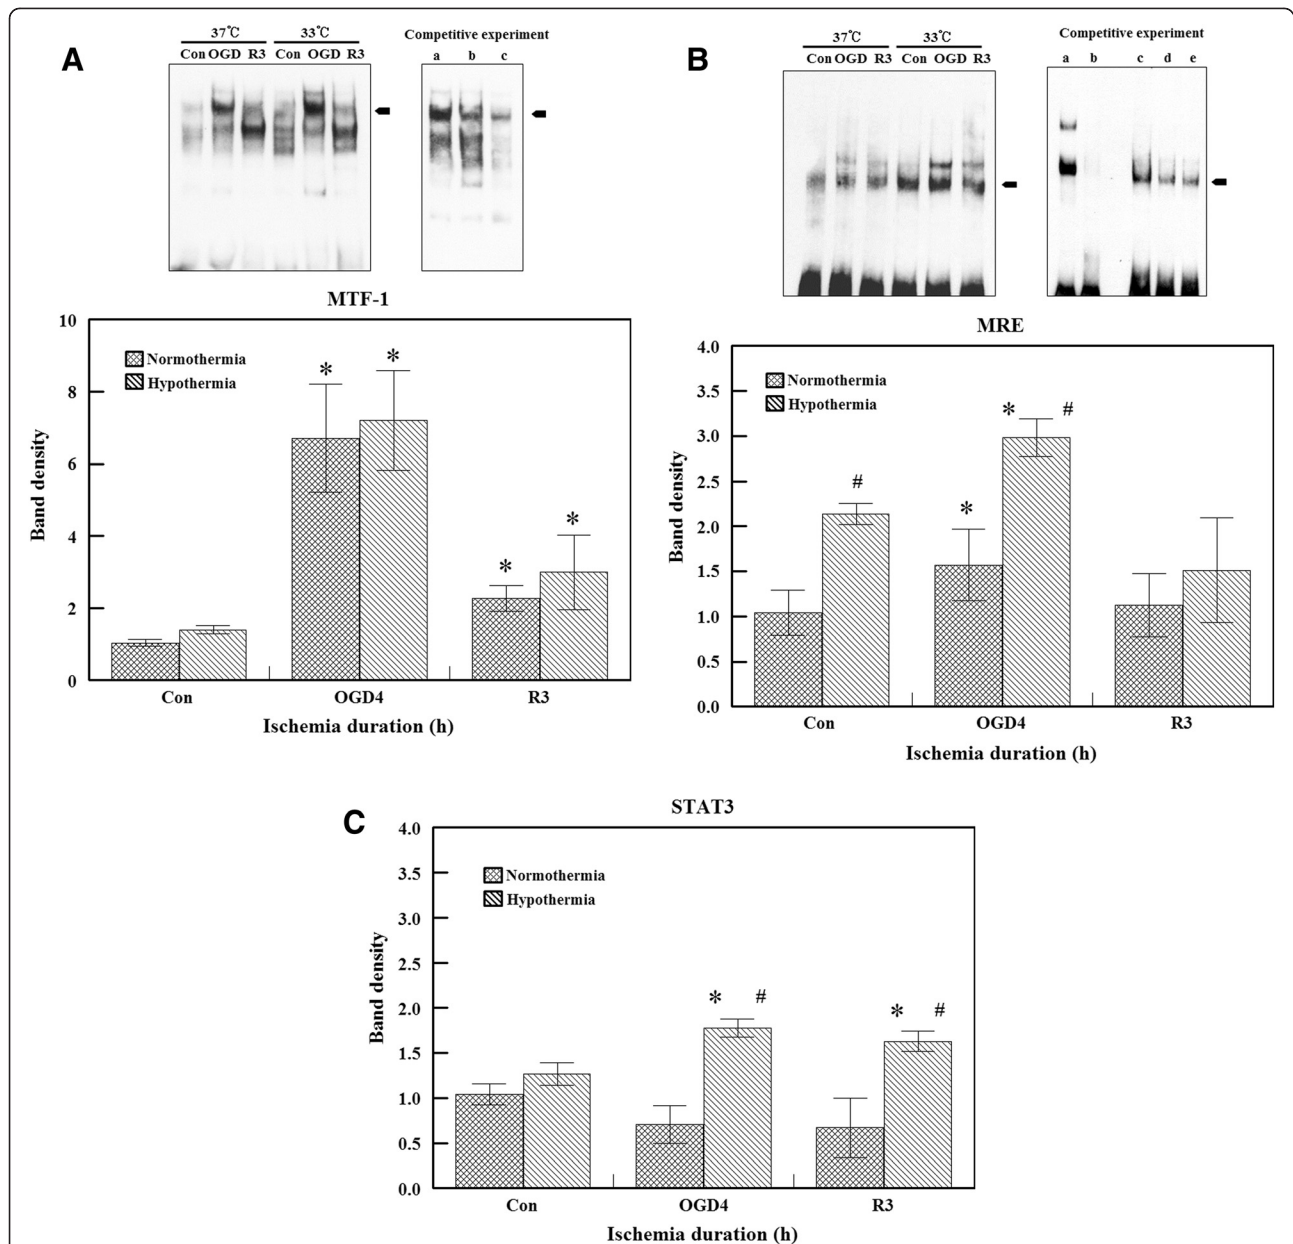 A
37℃ 33℃
Con OGD R3 Con OGD R3
Competitive experiment
a b c
B
37℃ 33℃
Con OGD R3 Con OGD R3
Competitive experiment
a b c d e
MTF-1
10
8
6
4
2
0
Band density
Normothermia
Hypothermia
* *
* *
Con OGD4 R3
Ischemia duration (h)
MRE
4.0
3.5
3.0
2.5
2.0
1.5
1.0
0.5
0.0
Band density
Normothermia
Hypothermia
#
* * #
Con OGD4 R3
Ischemia duration (h)
C
STAT3
4.0
3.5
3.0
2.5
2.0
1.5
1.0
0.5
0.0
Band density
Normothermia
Hypothermia
* #
* #
Con OGD4 R3
Ischemia duration (h)